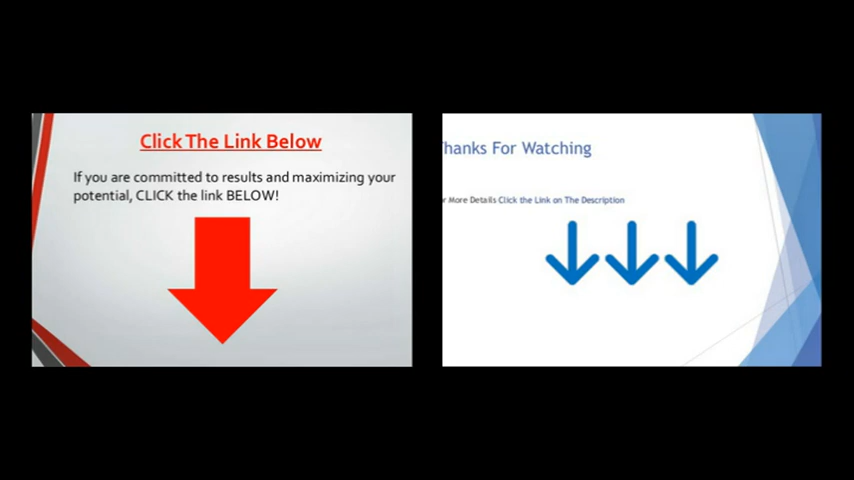 Click The Link Below
If you are committed to results and maximizing your
potential, CLICK the link BELOW!
hanks For Watching
r More Details Click the Link on The Description